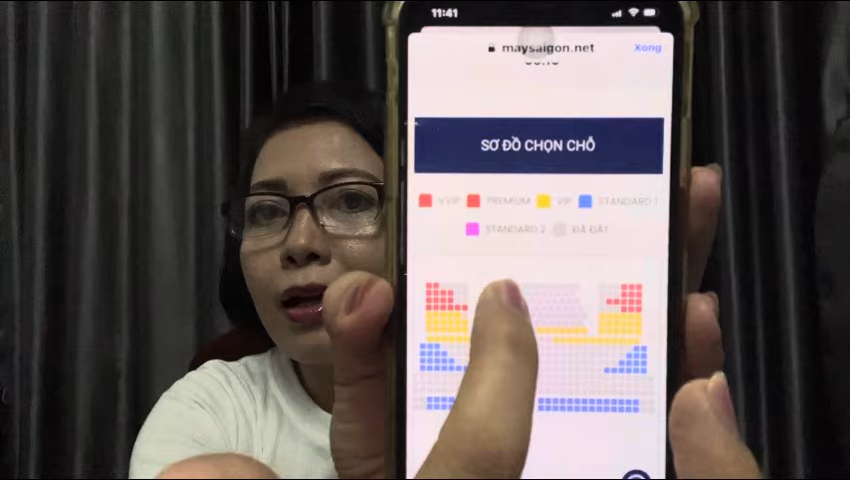 11:41
maysaigon.net Xong
SƠ ĐỒ CHỌN CHỖ
VVIP PREMIUM VIP STANDARD 1
STANDARD 2 ĐÃ ĐẶT